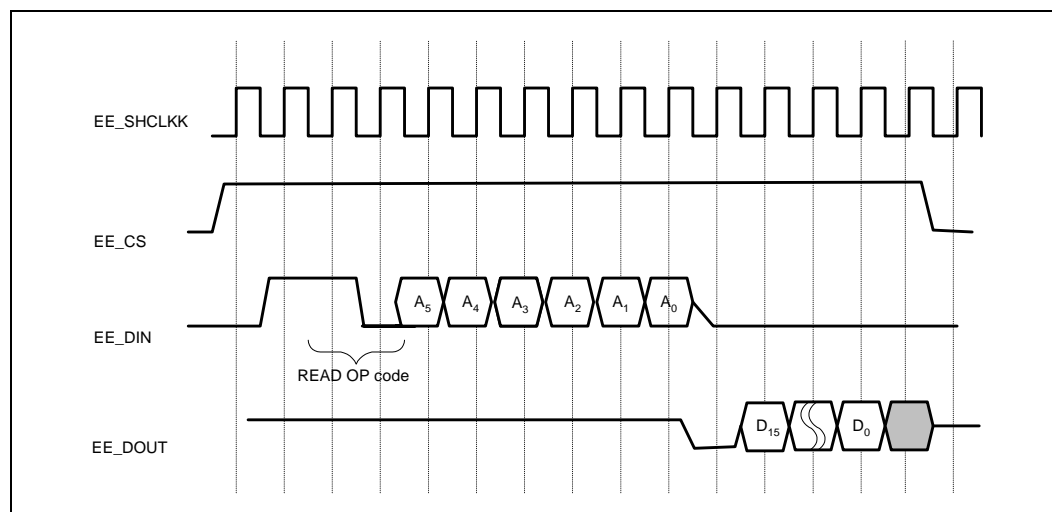 EE_SHCLKK
EE_CS
EE_DIN
A5 A4 A3 A2 A1 A0
READ OP code
EE_DOUT
D15 D0